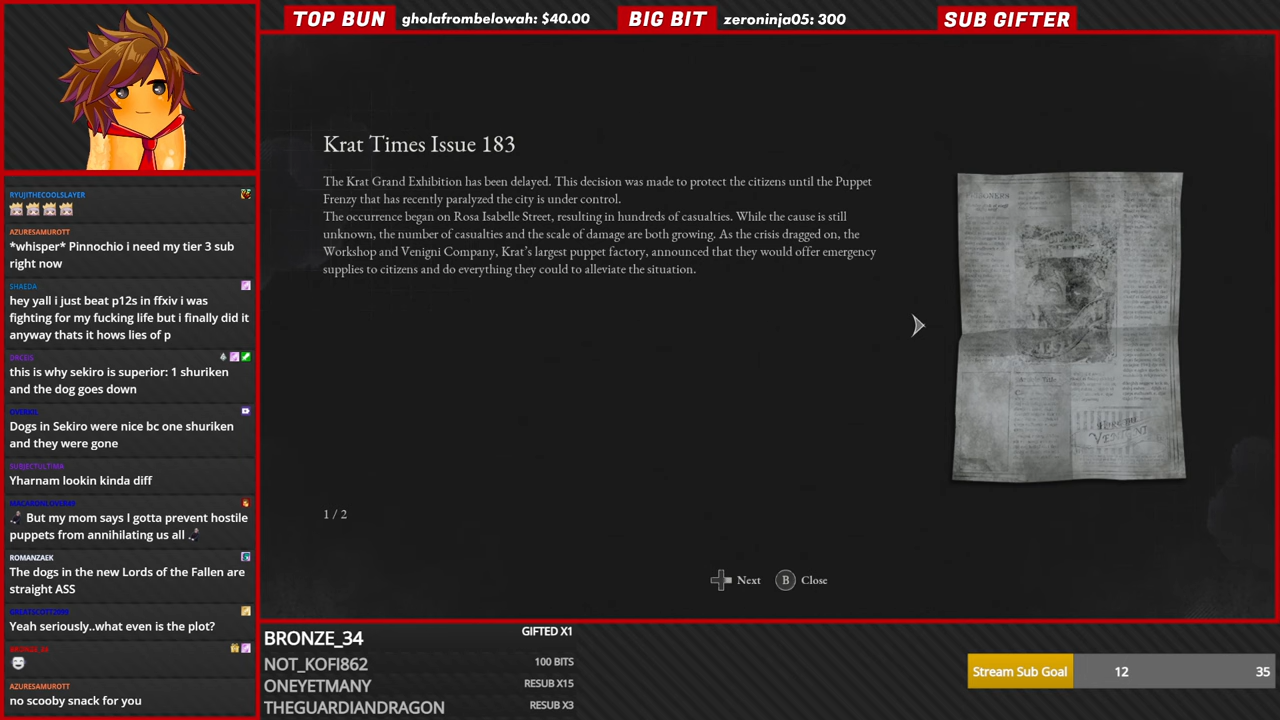 TOP BUN
gholafrombelowah: $40.00
BIG BIT
zeroninja05: 300
SUB GIFTER
RYUJITHECOOLSLAYER
AZURESAMUROTT
*whisper* Pinnochio i need my tier 3 sub
right now
SHAEDA
hey yall i just beat p12s in ffxiv i was
fighting for my fucking life but i finally did it
anyway thats it hows lies of p
this is why sekiro is superior: 1 shuriken
and the dog goes down
Dogs in Sekiro were nice bc one shuriken
and they were gone
SUBJECTULTIMA
Yharnam lookin kinda diff
But my mom says I gotta prevent hostile
puppets from annihilating us all
ROMANZAEK
The dogs in the new Lords of the Fallen are
straight ASS
GREATSCOTT2099
Yeah seriously..what even is the plot?
BRONZE_34
AZURESAMUROTT
no scooby snack for you
Krat Times Issue 183
The Krat Grand Exhibition has been delayed. This decision was made to protect the citizens until the Puppet
Frenzy that has recently paralyzed the city is under control.
The occurrence began on Rosa Isabelle Street, resulting in hundreds of casualties. While the cause is still
unknown, the number of casualties and the scale of damage are both growing. As the crisis dragged on, the
Workshop and Venigni Company, Krat's largest puppet factory, announced that they would offer emergency
supplies to citizens and do everything they could to alleviate the situation.
1 / 2
Next
B
Close
VENIGNI
BRONZE_34
GIFTED X1
NOT_KOFI862
100 BITS
ONEYETMANY
RESUB X15
THEGUARDIANDRAGON
RESUB X3
Stream Sub Goal
12
35